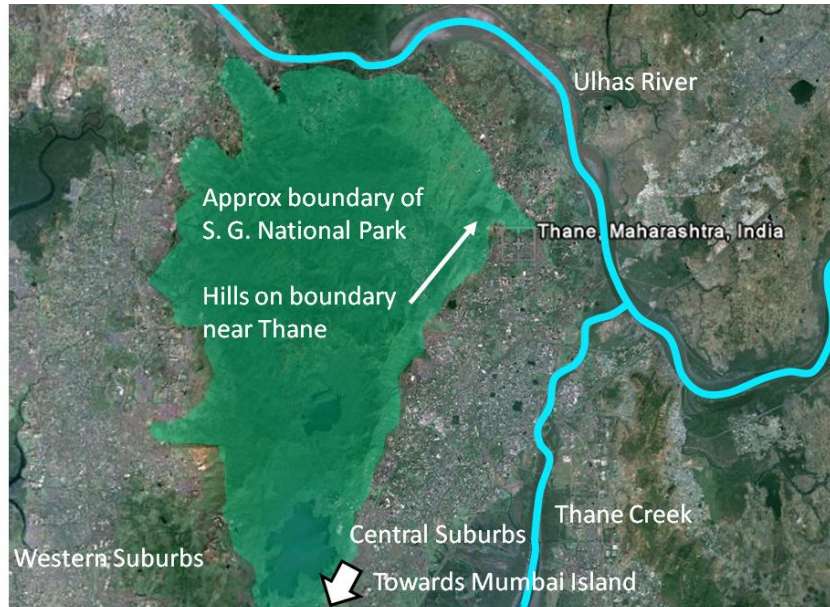 Ulhas River
Approx boundary of
S. G. National Park
Thane, Maharashtra, India
Hills on boundary
near Thane
Thane Creek
Central Suburbs
Western Suburbs
Towards Mumbai Island